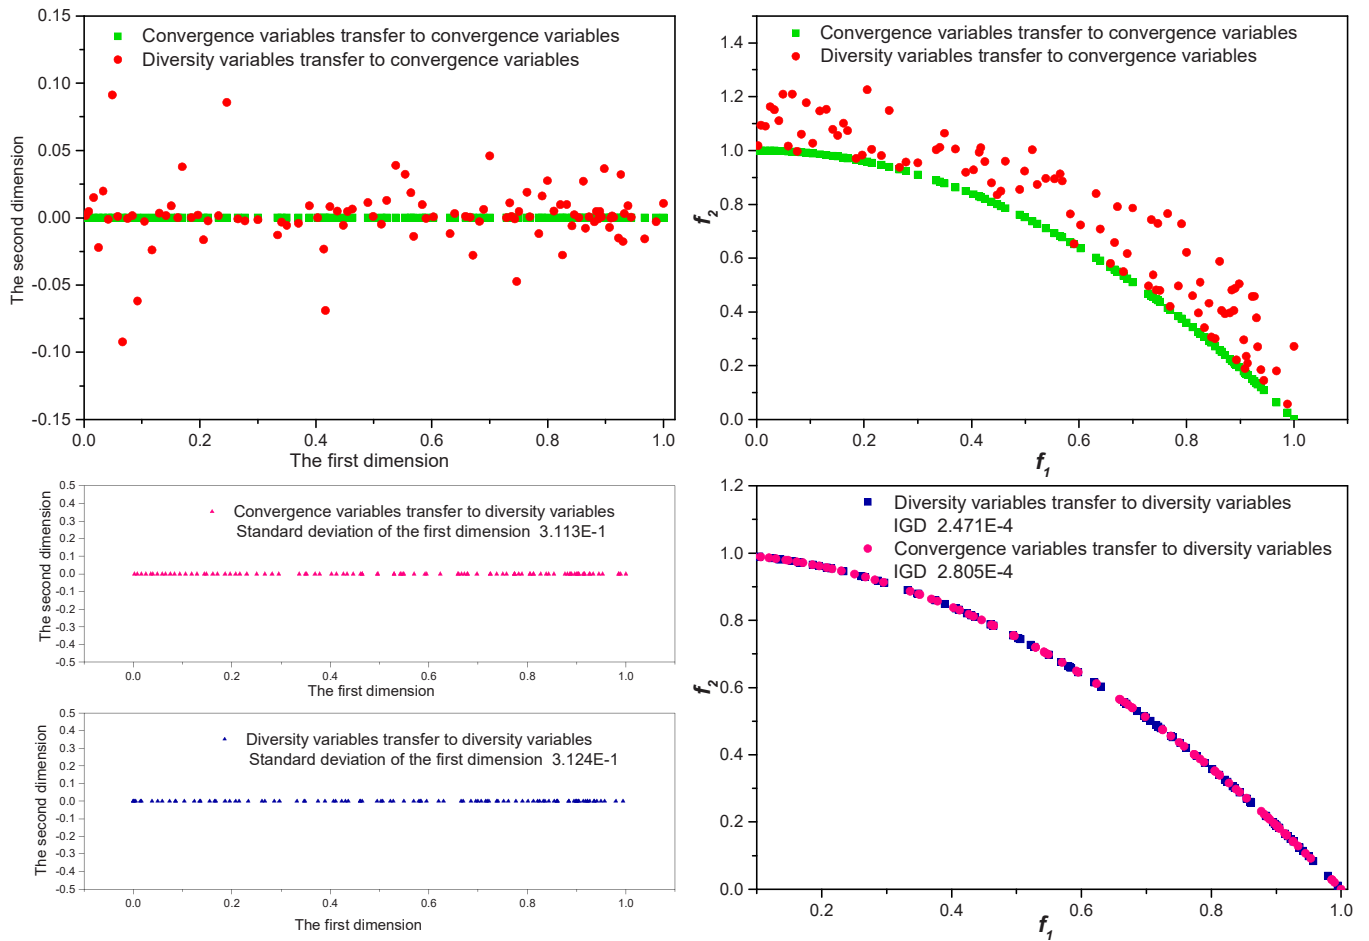 0.15
0.10
0.05
0.00
-0.05
-0.10
-0.15
The second dimension
Convergence variables transfer to convergence variables
Diversity variables transfer to convergence variables
0.0 0.2 0.4 0.6 0.8 1.0
The first dimension
1.4
1.2
1.0
0.8
0.6
0.4
0.2
0.0
f2
Convergence variables transfer to convergence variables
Diversity variables transfer to convergence variables
0.0 0.2 0.4 0.6 0.8 1.0
f1
0.5
0.4
0.3
0.2
0.1
0.0
-0.1
-0.2
-0.3
-0.4
-0.5
The second dimension
Convergence variables transfer to diversity variables
Standard deviation of the first dimension 3.113E-1
0.0 0.2 0.4 0.6 0.8 1.0
The first dimension
0.5
0.4
0.3
0.2
0.1
0.0
-0.1
-0.2
-0.3
-0.4
-0.5
The second dimension
Diversity variables transfer to diversity variables
Standard deviation of the first dimension 3.124E-1
0.0 0.2 0.4 0.6 0.8 1.0
The first dimension
1.2
1.0
0.8
0.6
0.4
0.2
0.0
f2
Diversity variables transfer to diversity variables
IGD 2.471E-4
Convergence variables transfer to diversity variables
IGD 2.805E-4
0.2 0.4 0.6 0.8 1.0
f1